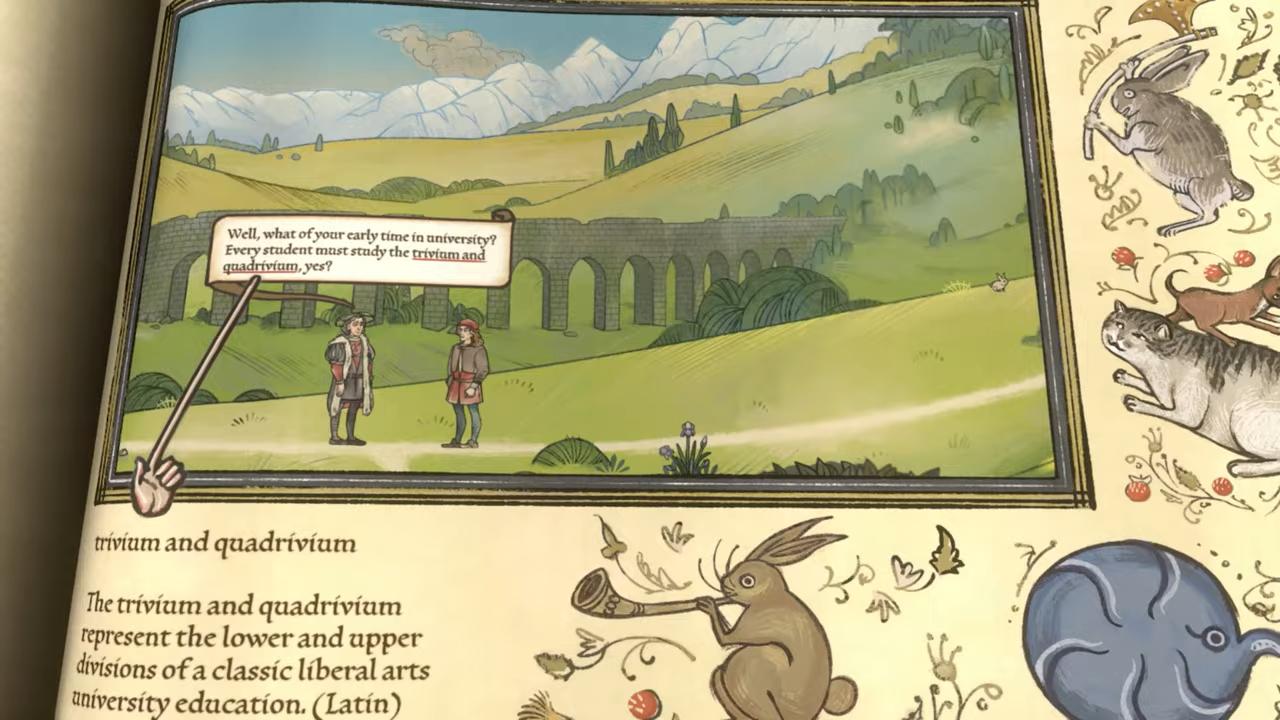 Well, what of your early time in university?
Every student must study the trivium and
quadrivium, yes?
trivium and quadrivium
The trivium and quadrivium
represent the lower and upper
divisions of a classic liberal arts
university education. (Latin)